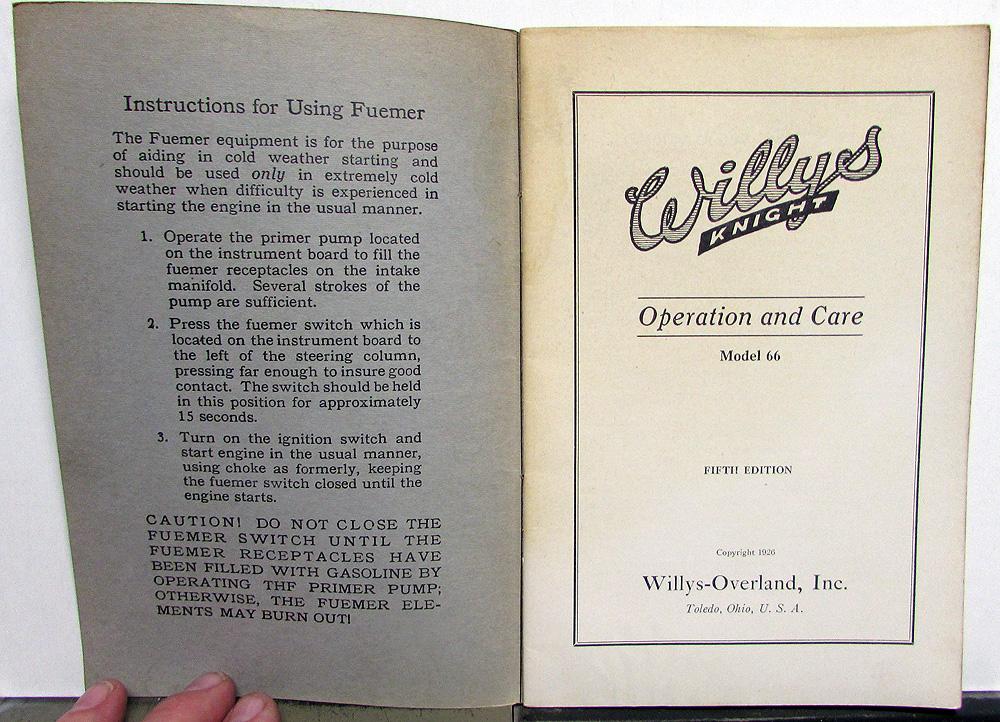 Instructions for Using Fuemer
The Fuemer equipment is for the purpose
of aiding in cold weather starting and
should be used only in extremely cold
weather when difficulty is experienced in
starting the engine in the usual manner.
1. Operate the primer pump located
on the instrument board to fill the
fuemer receptacles on the intake
manifold. Several strokes of the
pump are sufficient.
2. Press the fuemer switch which is
located on the instrument board to
the left of the steering column,
pressing far enough to insure good
contact. The switch should be held
in this position for approximately
15 seconds.
3. Turn on the ignition switch and
start engine in the usual manner,
using choke as formerly, keeping
the fuemer switch closed until the
engine starts.
CAUTION! DO NOT CLOSE THE
FUEMER SWITCH UNTIL THE
FUEMER RECEPTACLES HAVE
BEEN FILLED WITH GASOLINE BY
OPERATING THF PRIMER PUMP;
OTHERWISE, THE FUEMER ELE-
MENTS MAY BURN OUT!
Willys
KNIGHT
Operation and Care
Model 66
FIFTH EDITION
Copyright 1926
Willys-Overland, Inc.
Toledo, Ohio, U. S. A.